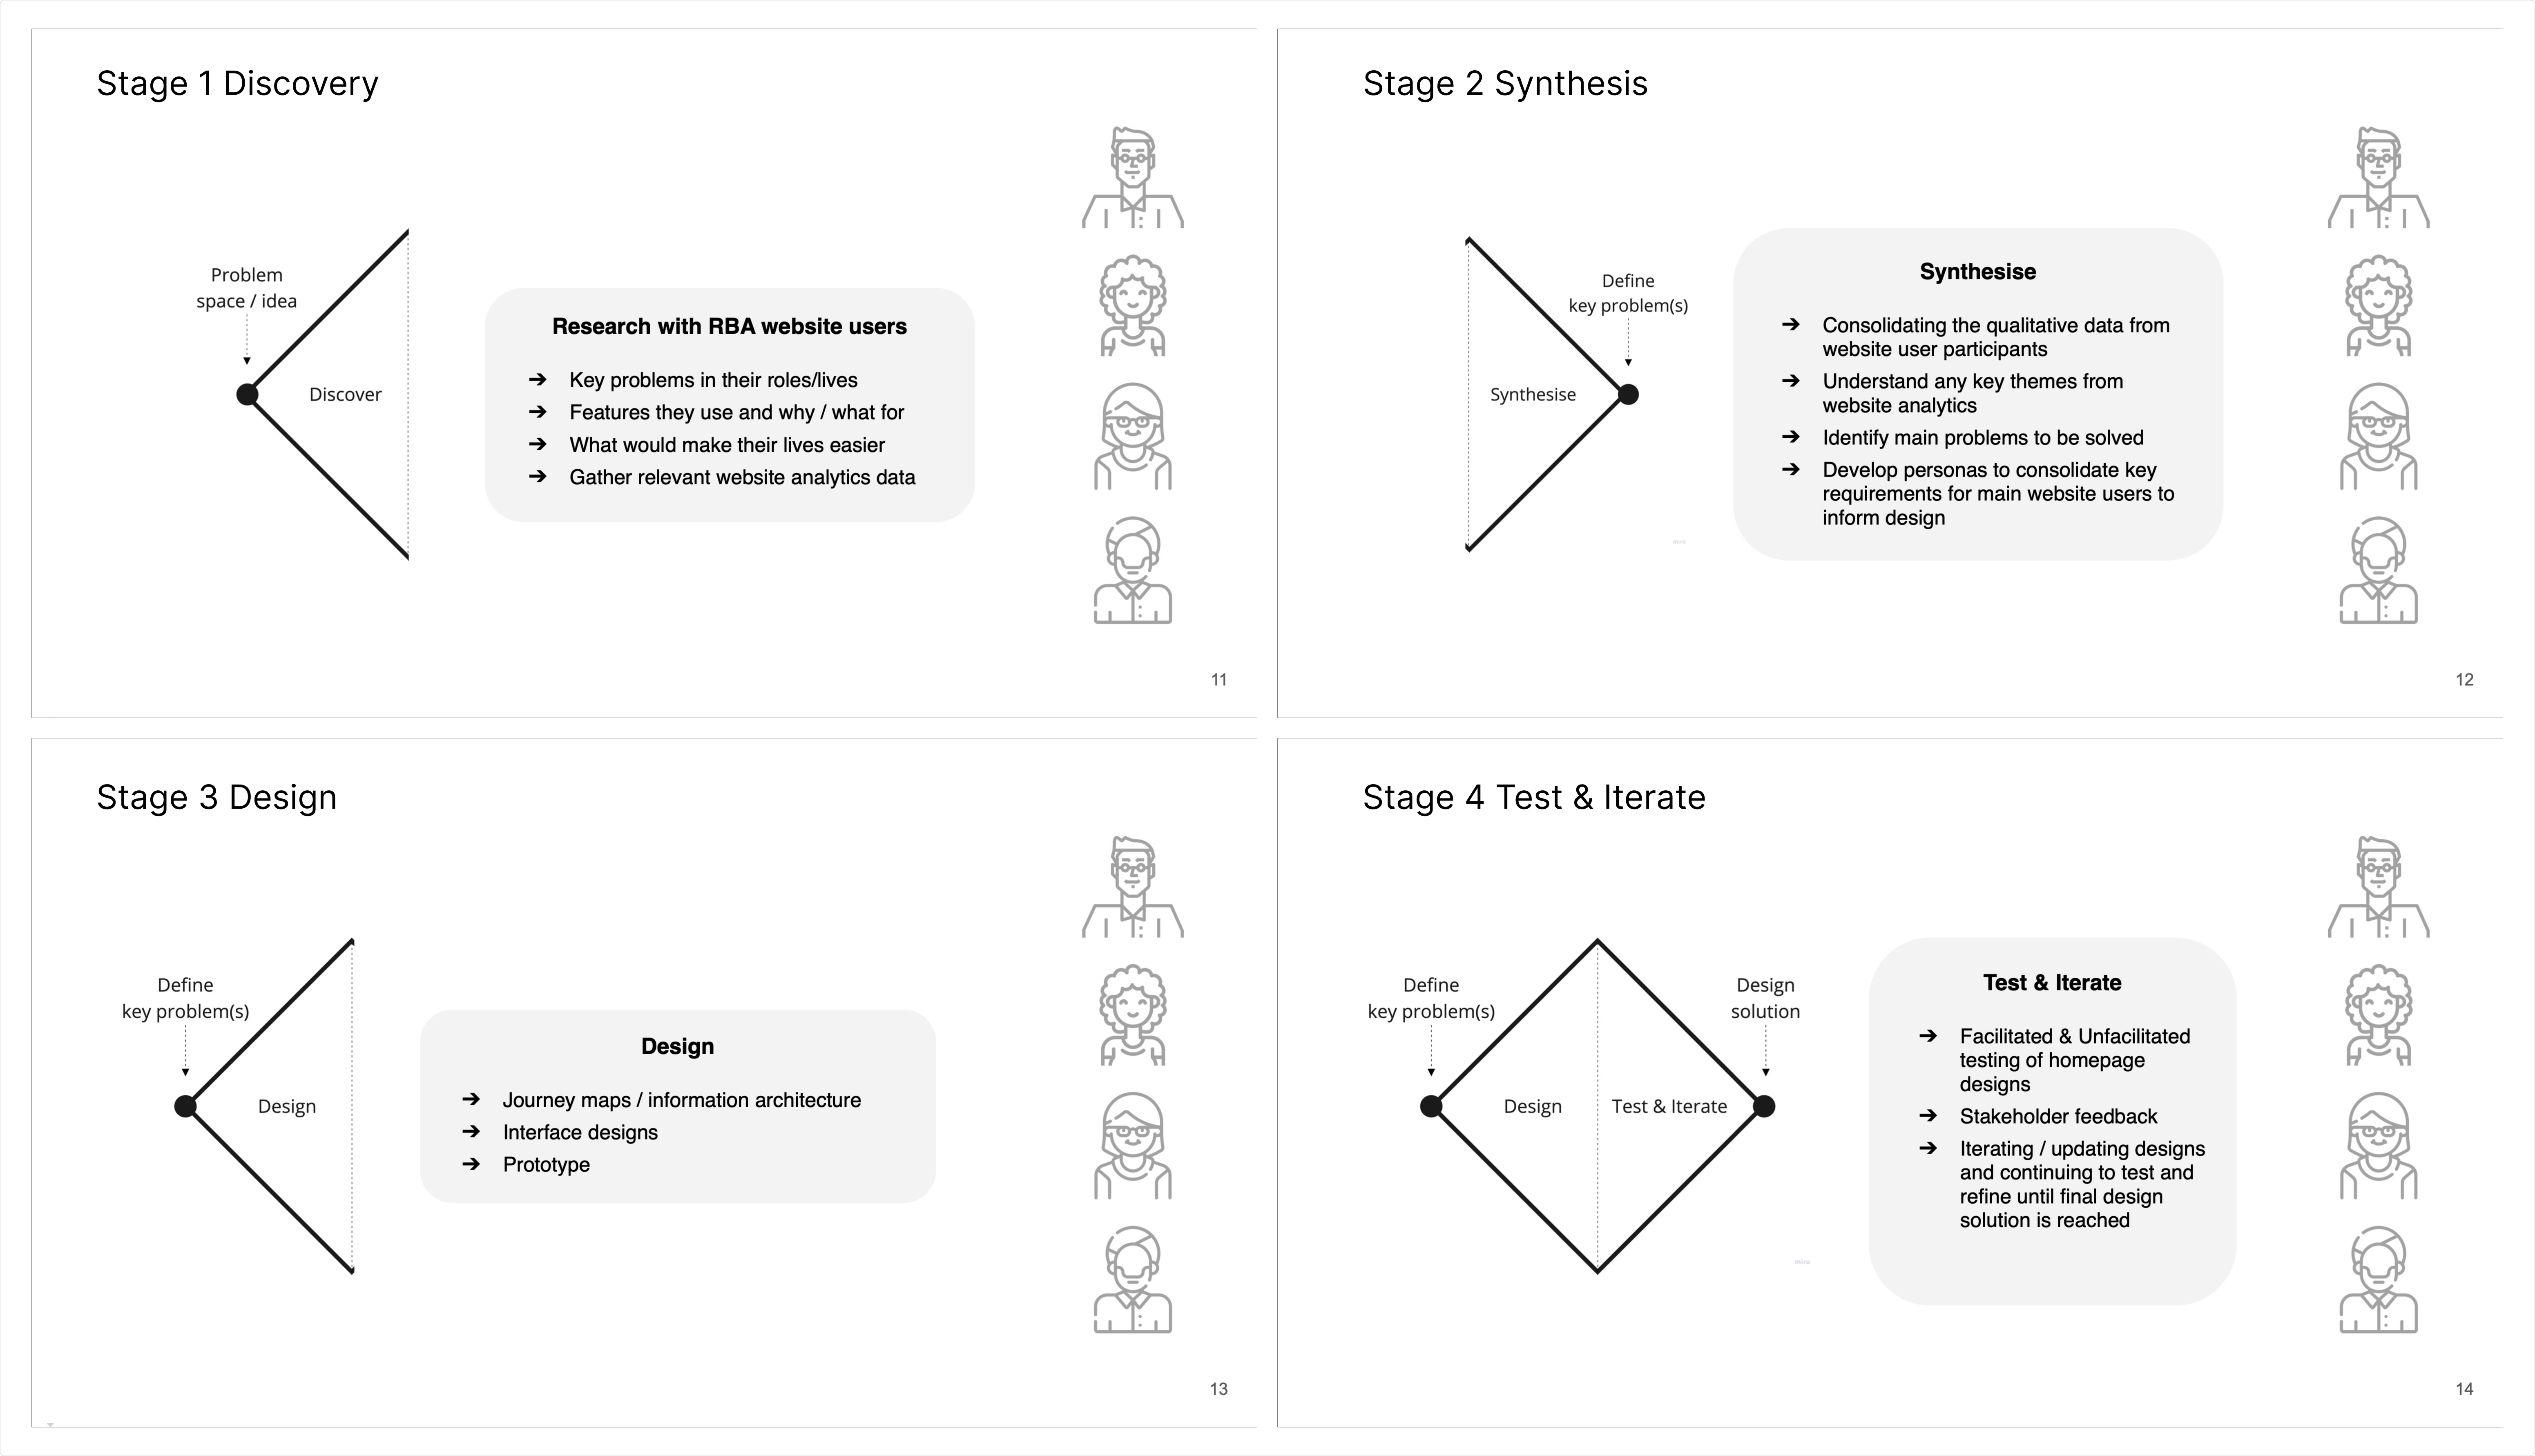 Stage 1 Discovery
Problem
space / idea
Discover
Research with RBA website users
➔ Key problems in their roles/lives
➔ Features they use and why / what for
➔ What would make their lives easier
➔ Gather relevant website analytics data
11
Stage 2 Synthesis
Define
key problem(s)
Synthesise
Synthesise
➔ Consolidating the qualitative data from
website user participants
➔ Understand any key themes from
website analytics
➔ Identify main problems to be solved
➔ Develop personas to consolidate key
requirements for main website users to
inform design
miro
12
Stage 3 Design
Define
key problem(s)
Design
Design
➔ Journey maps / information architecture
➔ Interface designs
➔ Prototype
13
Stage 4 Test & Iterate
Define
key problem(s)
Design
solution
Design
Test & Iterate
Test & Iterate
➔ Facilitated & Unfacilitated
testing of homepage
designs
➔ Stakeholder feedback
➔ Iterating / updating designs
and continuing to test and
refine until final design
solution is reached
miro
14